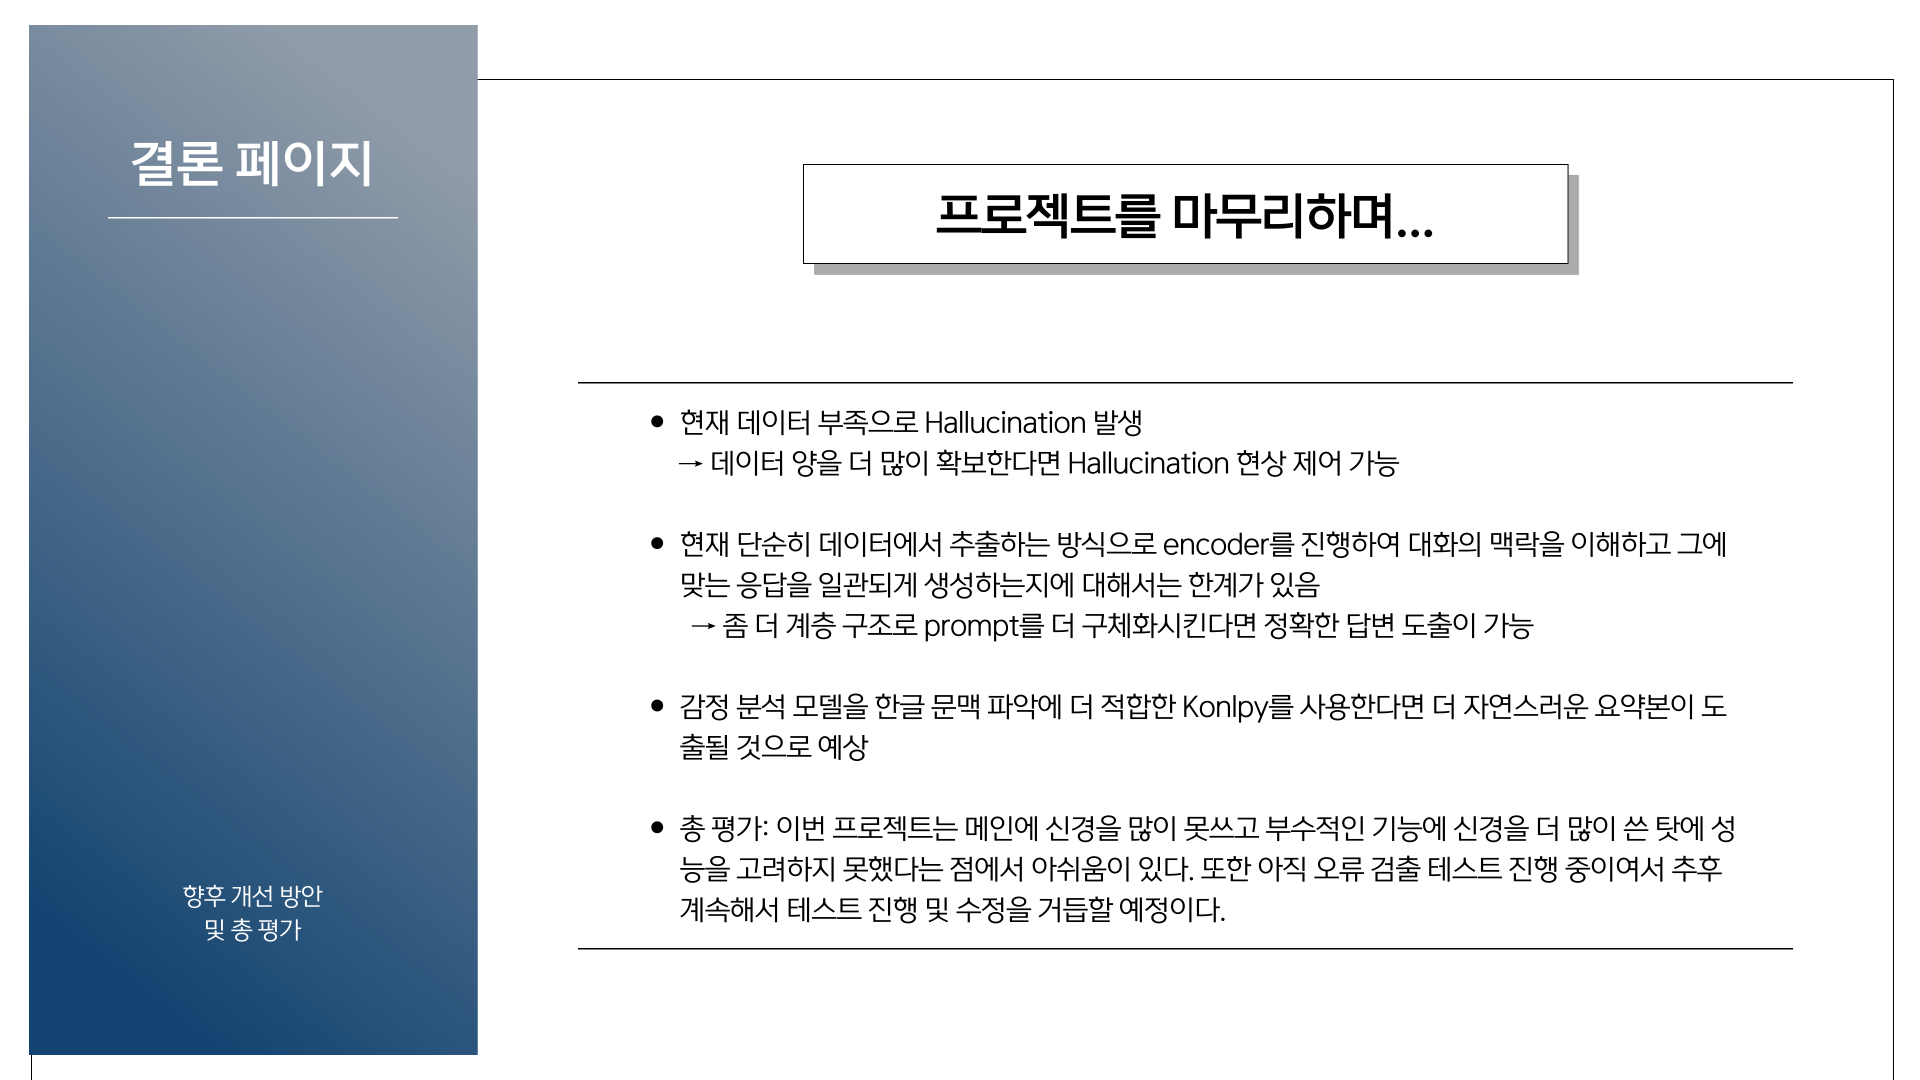 결론 페이지
향후 개선 방안
및 총 평가
프로젝트를 마무리하며...
● 현재 데이터 부족으로 Hallucination 발생
→ 데이터 양을 더 많이 확보한다면 Hallucination 현상 제어 가능
● 현재 단순히 데이터에서 추출하는 방식으로 encoder를 진행하여 대화의 맥락을 이해하고 그에
맞는 응답을 일관되게 생성하는지에 대해서는 한계가 있음
→ 좀 더 계층 구조로 prompt를 더 구체화시킨다면 정확한 답변 도출이 가능
● 감정 분석 모델을 한글 문맥 파악에 더 적합한 Konlpy를 사용한다면 더 자연스러운 요약본이 도
출될 것으로 예상
● 총 평가: 이번 프로젝트는 메인에 신경을 많이 못쓰고 부수적인 기능에 신경을 더 많이 쓴 탓에 성
능을 고려하지 못했다는 점에서 아쉬움이 있다. 또한 아직 오류 검출 테스트 진행 중이여서 추후
계속해서 테스트 진행 및 수정을 거듭할 예정이다.